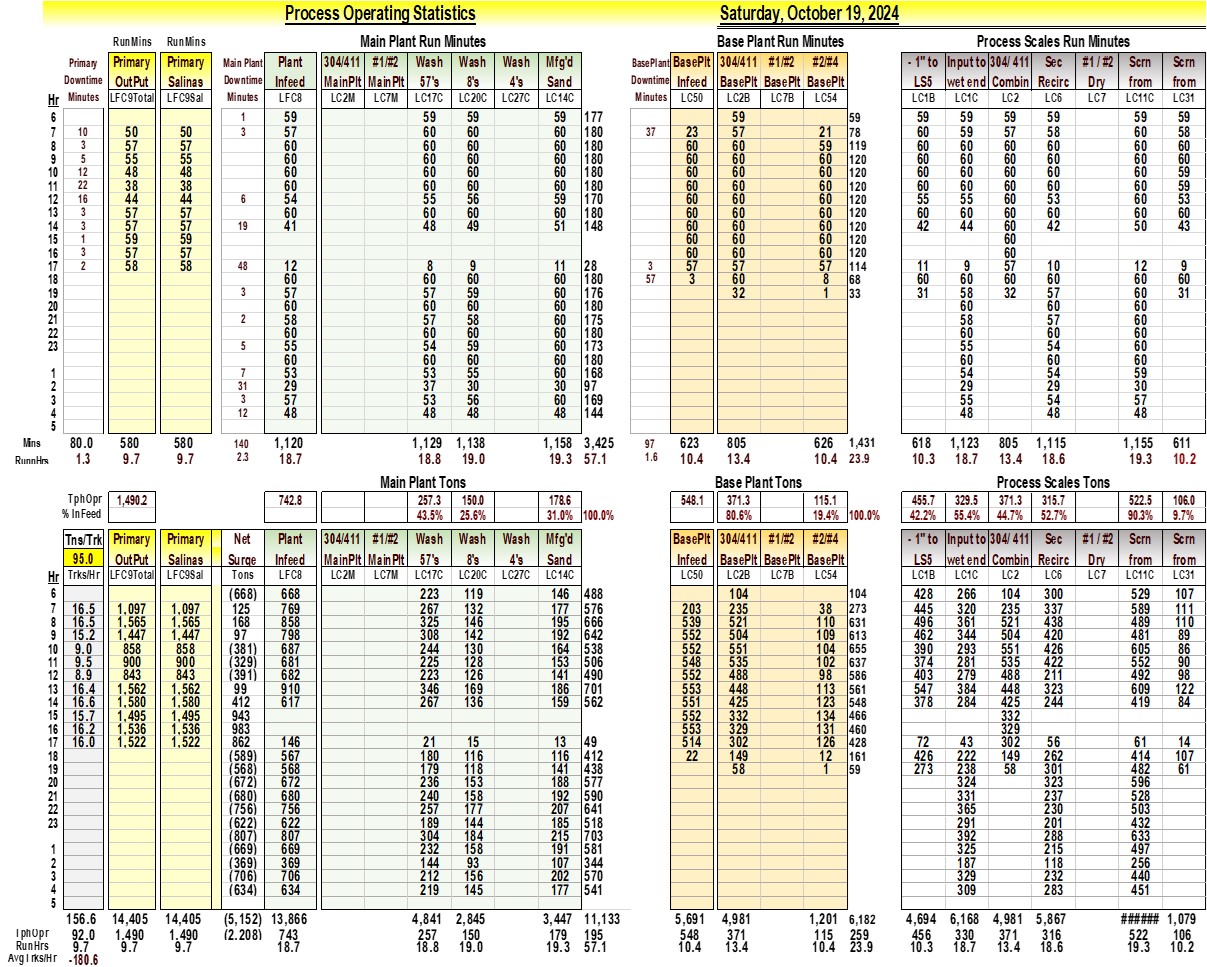 Process Operating Statistics Saturday, October 19, 2024
RunMins RunMins Main Plant Run Minutes Base Plant Run Minutes Process Scales Run Minutes
Primary Primary Primary Main Plant Plant 304/411 #1/#2 Wash Wash Wash Mfg'd BasePlant BasePlt 304/411 #1/#2 #2/#4 - 1" to Input to 304/ 411 Sec #1 / #2 Scrn Scrn
Downtime OutPut Salinas Downtime Infeed MainPlt MainPlt 57's 8's 4's Sand Downtime Infeed BasePlt BasePlt BasePlt LS5 wet end Combin Recirc Dry from from
Hr Minutes LFC9Total LFC9Sal Minutes LFC8 LC2M LC7M LC17C LC20C LC27C LC14C Minutes LC50 LC2B LC7B LC54 LC1B LC1C LC2 LC6 LC7 LC11C LC31
6 1 59 59 59 59 177 59 59 59 59 59 59 59 59
7 10 50 50 3 57 60 60 60 180 37 23 57 21 78 60 59 57 58 60 58
8 3 57 57 60 60 60 60 180 60 60 59 119 60 60 60 60 60 60
9 5 55 55 60 60 60 60 180 60 60 60 120 60 60 60 60 60 60
10 12 48 48 60 60 60 60 180 60 60 60 120 60 60 60 60 60 59
11 22 38 38 60 60 60 60 180 60 60 60 120 60 60 60 60 60 59
12 16 44 44 6 54 55 56 59 170 60 60 60 120 55 55 60 53 60 53
13 3 57 57 60 60 60 60 180 60 60 60 120 60 60 60 60 60 60
14 3 57 57 19 41 48 49 51 148 60 60 60 120 42 44 60 42 50 43
15 1 59 59 60 60 60 120 60
16 3 57 57 60 60 60 120 60
17 2 58 58 48 12 8 9 11 28 3 57 57 57 114 11 9 57 10 12 9
18 60 60 60 60 180 57 3 60 8 68 60 60 60 60 60 60
19 3 57 57 59 60 176 32 1 33 31 58 32 57 60 31
20 60 60 60 60 180 60 60 60
21 2 58 57 58 60 175 58 57 60
22 60 60 60 60 180 60 60 60
23 5 55 54 59 60 173 55 54 60
60 60 60 60 180 60 60 60
1 7 53 53 55 60 168 54 54 59
2 31 29 37 30 30 97 29 29 30
3 3 57 53 56 60 169 55 54 57
4 12 48 48 48 48 144 48 48 48
5
Mins 80.0 580 580 140 1,120 1,129 1,138 1,158 3,425 97 623 805 626 1,431 618 1,123 805 1,115 1,155 611
RunnHrs 1.3 9.7 9.7 2.3 18.7 18.8 19.0 19.3 57.1 1.6 10.4 13.4 10.4 23.9 10.3 18.7 13.4 18.6 19.3 10.2
Main Plant Tons Base Plant Tons Process Scales Tons
TphOpr 1,490.2 742.8 257.3 150.0 178.6 548.1 371.3 115.1 455.7 329.5 371.3 315.7 522.5 106.0
% InFeed 43.5% 25.6% 31.0% 100.0% 80.6% 19.4% 100.0% 42.2% 55.4% 44.7% 52.7% 90.3% 9.7%
Tns/Trk Primary Primary Net Plant 304/411 #1/#2 Wash Wash Wash Mfg'd BasePlt 304/411 #1/#2 #2/#4 - 1" to Input to 304/ 411 Sec #1 / #2 Scrn Scrn
95.0 OutPut Salinas Surge Infeed MainPlt MainPlt 57's 8's 4's Sand Infeed BasePlt BasePlt BasePlt LS5 wet end Combin Recirc Dry from from
Hr Trks/Hr LFC9Total LFC9Sal Tons LFC8 LC2M LC7M LC17C LC20C LC27C LC14C LC50 LC2B LC7B LC54 LC1B LC1C LC2 LC6 LC7 LC11C LC31
6 (668) 668 223 119 146 488 104 104 428 266 104 300 529 107
7 16.5 1,097 1,097 125 769 267 132 177 576 203 235 38 273 445 320 235 337 589 111
8 16.5 1,565 1,565 168 858 325 146 195 666 539 521 110 631 496 361 521 438 489 110
9 15.2 1,447 1,447 97 798 308 142 192 642 552 504 109 613 462 344 504 420 481 89
10 9.0 858 858 (381) 687 244 130 164 538 552 551 104 655 390 293 551 426 605 86
11 9.5 900 900 (329) 681 225 128 153 506 548 535 102 637 374 281 535 422 552 90
12 8.9 843 843 (391) 682 223 126 141 490 552 488 98 586 403 279 488 211 492 98
13 16.4 1,562 1,562 99 910 346 169 186 701 553 448 113 561 547 384 448 323 609 122
14 16.6 1,580 1,580 412 617 267 136 159 562 551 425 123 548 378 284 425 244 419 84
15 15.7 1,495 1,495 943 552 332 134 466 332
16 16.2 1,536 1,536 983 553 329 131 460 329
17 16.0 1,522 1,522 862 146 21 15 13 49 514 302 126 428 72 43 302 56 61 14
18 (589) 567 180 116 116 412 22 149 12 161 426 222 149 262 414 107
19 (568) 568 179 118 141 438 58 1 59 273 238 58 301 482 61
20 (672) 672 236 153 188 577 324 323 596
21 (680) 680 240 158 192 590 331 237 528
22 (756) 756 257 177 207 641 365 230 503
23 (622) 622 189 144 185 518 291 201 432
(807) 807 304 184 215 703 392 288 633
1 (669) 669 232 158 191 581 325 215 497
2 (369) 369 144 93 107 344 187 118 256
3 (706) 706 212 156 202 570 329 232 440
4 (634) 634 219 145 177 541 309 283 451
5
156.6 14,405 14,405 (5,152) 13,866 4,841 2,845 3,447 11,133 5,691 4,981 1,201 6,182 4,694 6,168 4,981 5,867 ###### 1,079
TphOpr 92.0 1,490 1,490 (2,208) 743 257 150 179 195 548 371 115 259 456 330 371 316 522 106
RunHrs 9.7 9.7 9.7 18.7 18.8 19.0 19.3 57.1 10.4 13.4 10.4 23.9 10.3 18.7 13.4 18.6 19.3 10.2
AvgTrks/Hr -180.6